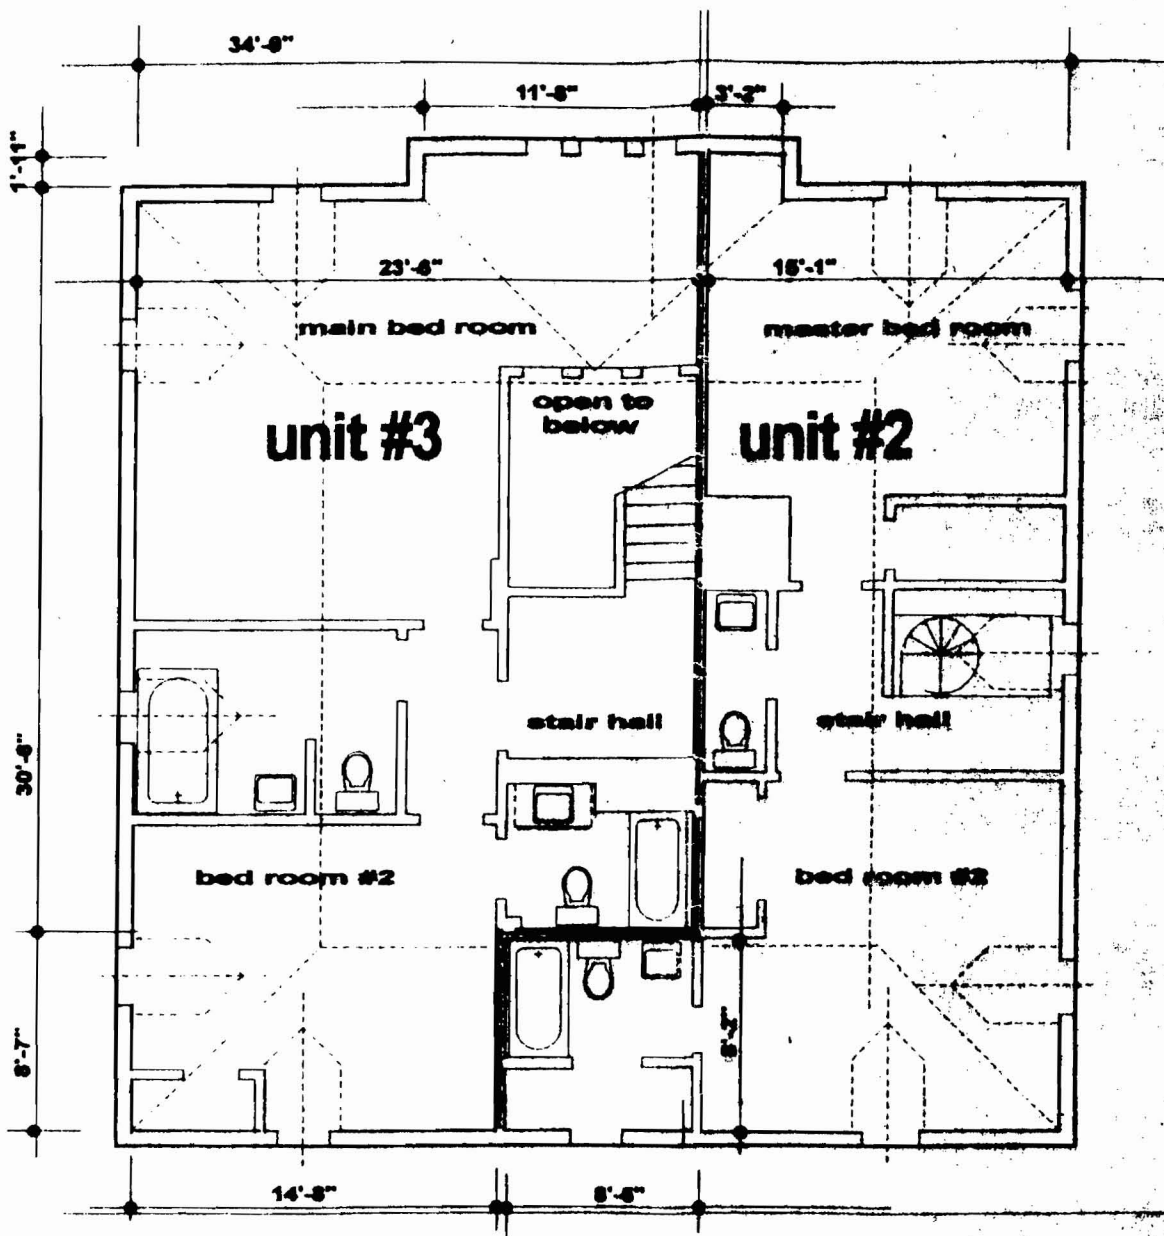 34'-9"
11'-8"
3'-2"
1'-11"
23'-6"
15'-1"
main bed room
master bed room
open to
below
unit #3
unit #2
stair hall
stair hall
30'-6"
bed room #2
bed room #2
8'-7"
8'-2"
14'-8"
8'-6"